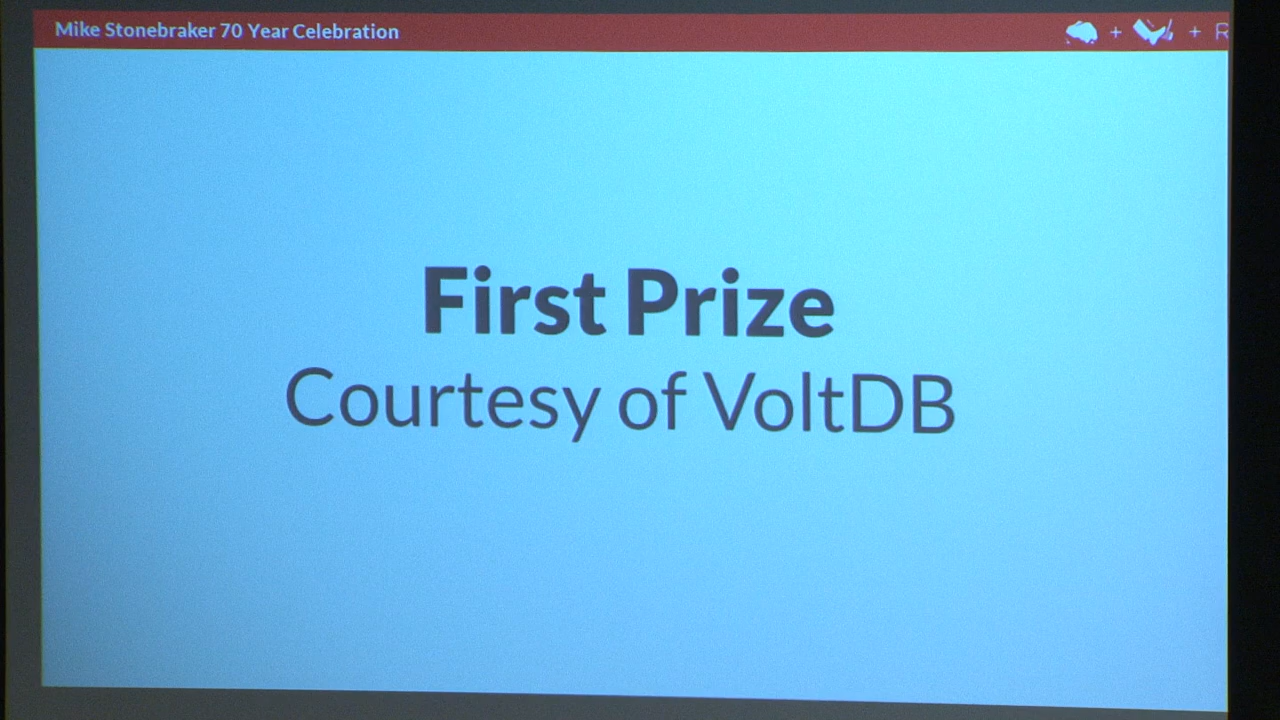 Mike Stonebraker 70 Year Celebration
+ + R
First Prize
Courtesy of VoltDB